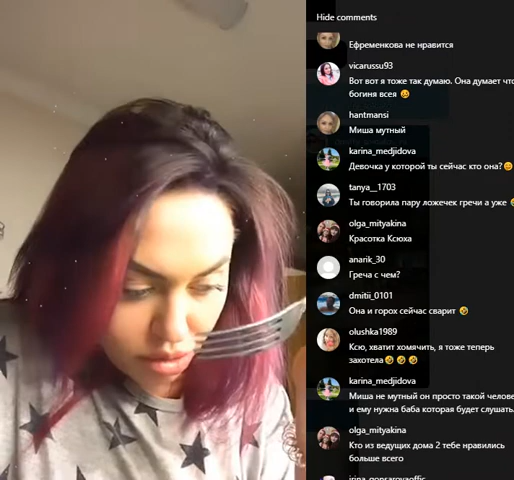 Hide comments
Ефременкова не нравится
vicarussu93
Вот вот я тоже так думаю. Она думает что
богиня всея
hantmansi
Миша мутный
karina_medjidova
Девочка у которой ты сейчас кто она?
tanya__1703
Ты говорила пару ложечек гречи а уже
olga_mityakina
Красотка Ксюха
anarik_30
Греча с чем?
dmitii_0101
Она и горох сейчас сварит
olushka1989
Ксю, хватит хомячить, я тоже теперь
захотела
karina_medjidova
Миша не мутный он просто такой человек
и ему нужна баба которая будет слушать.
olga_mityakina
Кто из ведущих дома 2 тебе нравились
больше всего
irina_goncarovaoffic